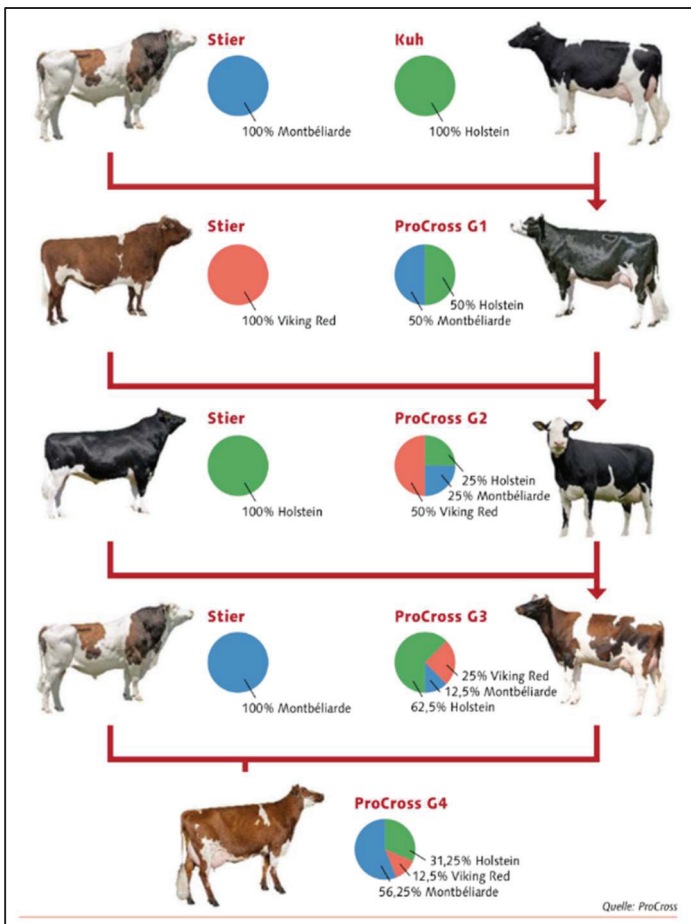 Stier
Kuh
100% Montbéliarde
100% Holstein
Stier
ProCross G1
100% Viking Red
50% Holstein
50% Montbéliarde
Stier
ProCross G2
100% Holstein
25% Holstein
25% Montbéliarde
50% Viking Red
Stier
ProCross G3
100% Montbéliarde
25% Viking Red
12,5% Montbéliarde
62,5% Holstein
ProCross G4
31,25% Holstein
12,5% Viking Red
56,25% Montbéliarde
Quelle: ProCross